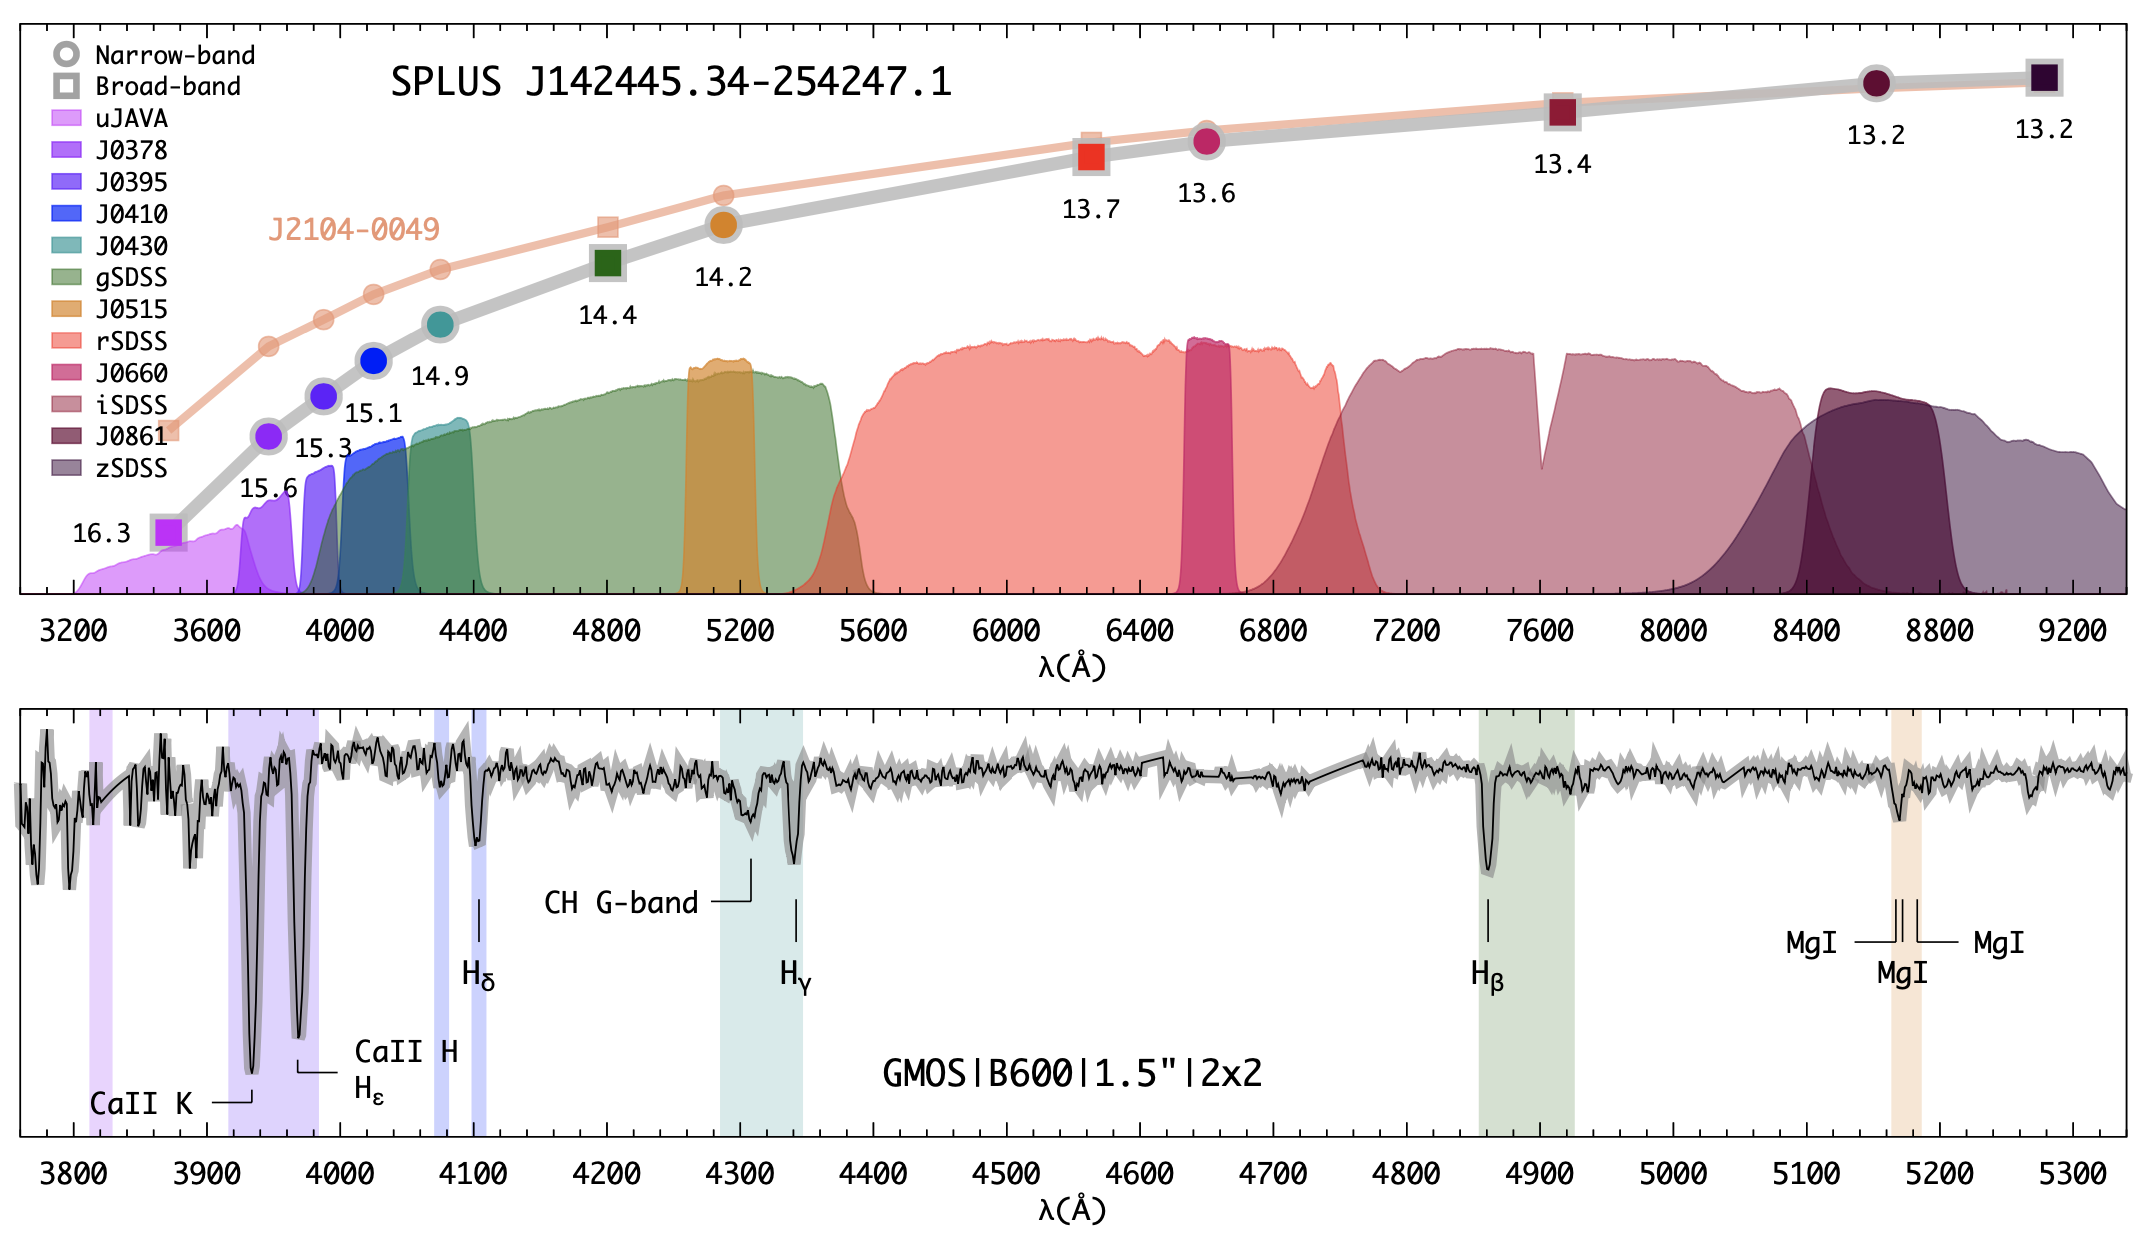 Narrow-band
Broad-band
uJAVA
J0378
J0395
J0410
J0430
gSDSS
J0515
rSDSS
J0660
iSDSS
J0861
zSDSS
SPLUS J142445.34-254247.1
J2104-0049
16.3
15.6
15.3
15.1
14.9
14.4
14.2
13.7
13.6
13.4
13.2
13.2
3200 3600 4000 4400 4800 5200 5600 6000 6400 6800 7200 7600 8000 8400 8800 9200
λ(Å)
CH G-band
Hδ
Hγ
Hβ
MgI
MgI
MgI
CaII H
Hε
CaII K
GMOS|B600|1.5"|2x2
3800 3900 4000 4100 4200 4300 4400 4500 4600 4700 4800 4900 5000 5100 5200 5300
λ(Å)